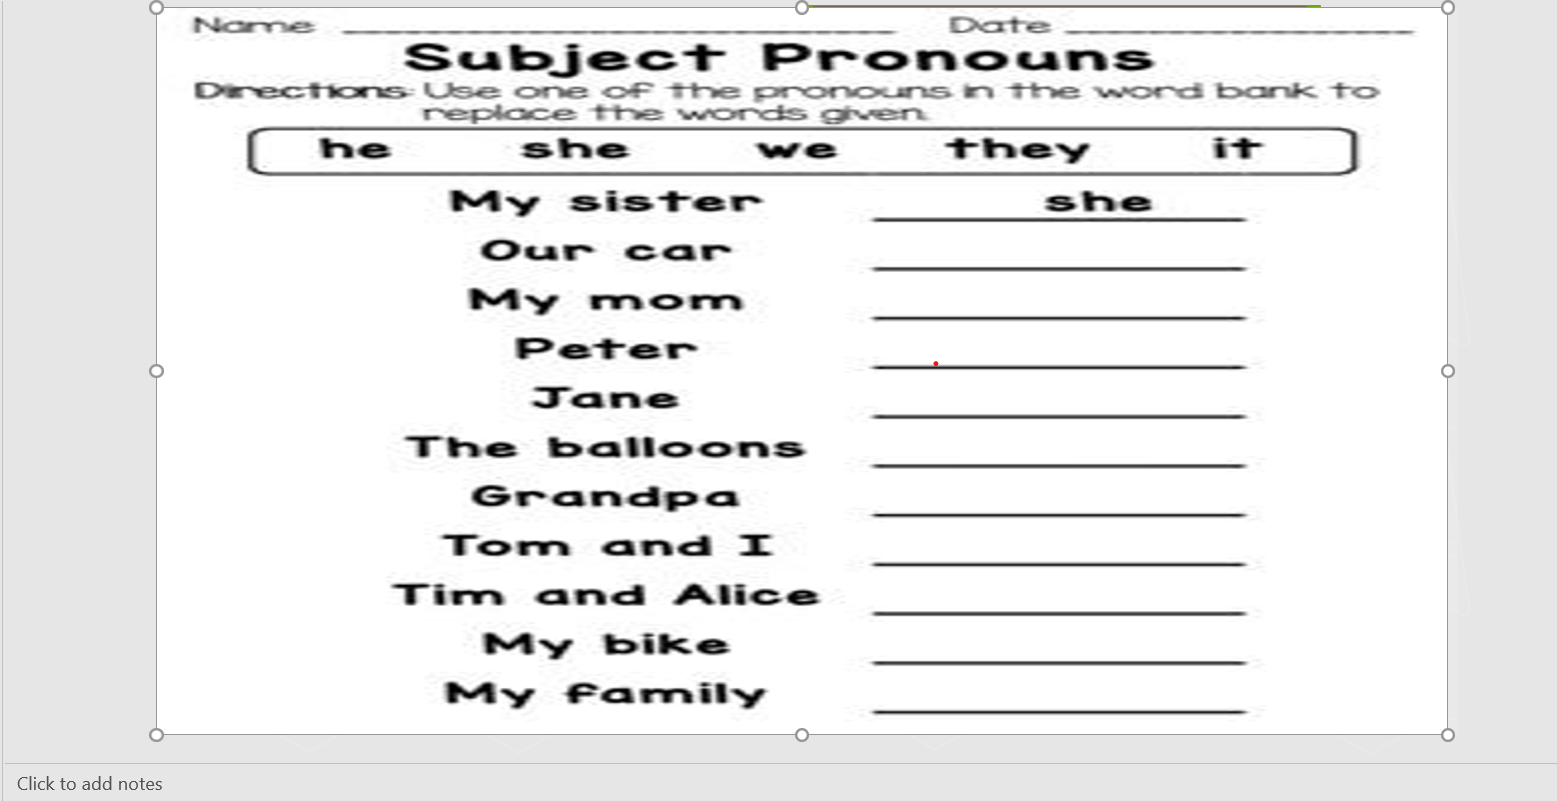 Name Date
Subject Pronouns
Directions: Use one of the pronouns in the word bank to
replace the words given.
he she we they it
My sister she
Our car
My mom
Peter
Jane
The balloons
Grandpa
Tom and I
Tim and Alice
My bike
My family
Click to add notes